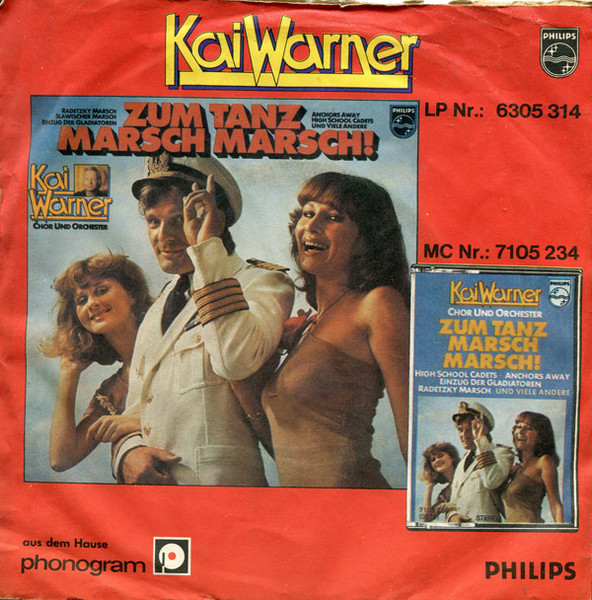 Kai Warner
PHILIPS
RADETZKY MARSCH
SLAWISCHER MARSCH
EINZUG DER GLADIATOREN
ZUM TANZ
MARSCH MARSCH!
ANCHORS AWAY
HIGH SCHOOL CADETS
UND VIELE ANDERE
PHILIPS
Kai
Warner
CHOR UND ORCHESTER
LP Nr.: 6305 314
MC Nr.: 7105 234
Kai Warner
PHILIPS
CHOR UND ORCHESTER
ZUM TANZ
MARSCH
MARSCH!
HIGH SCHOOL CADETS · ANCHORS AWAY
EINZUG DER GLADIATOREN
RADETZKY MARSCH · UND VIELE ANDERE
STEREO
aus dem Hause
phonogram
PHILIPS